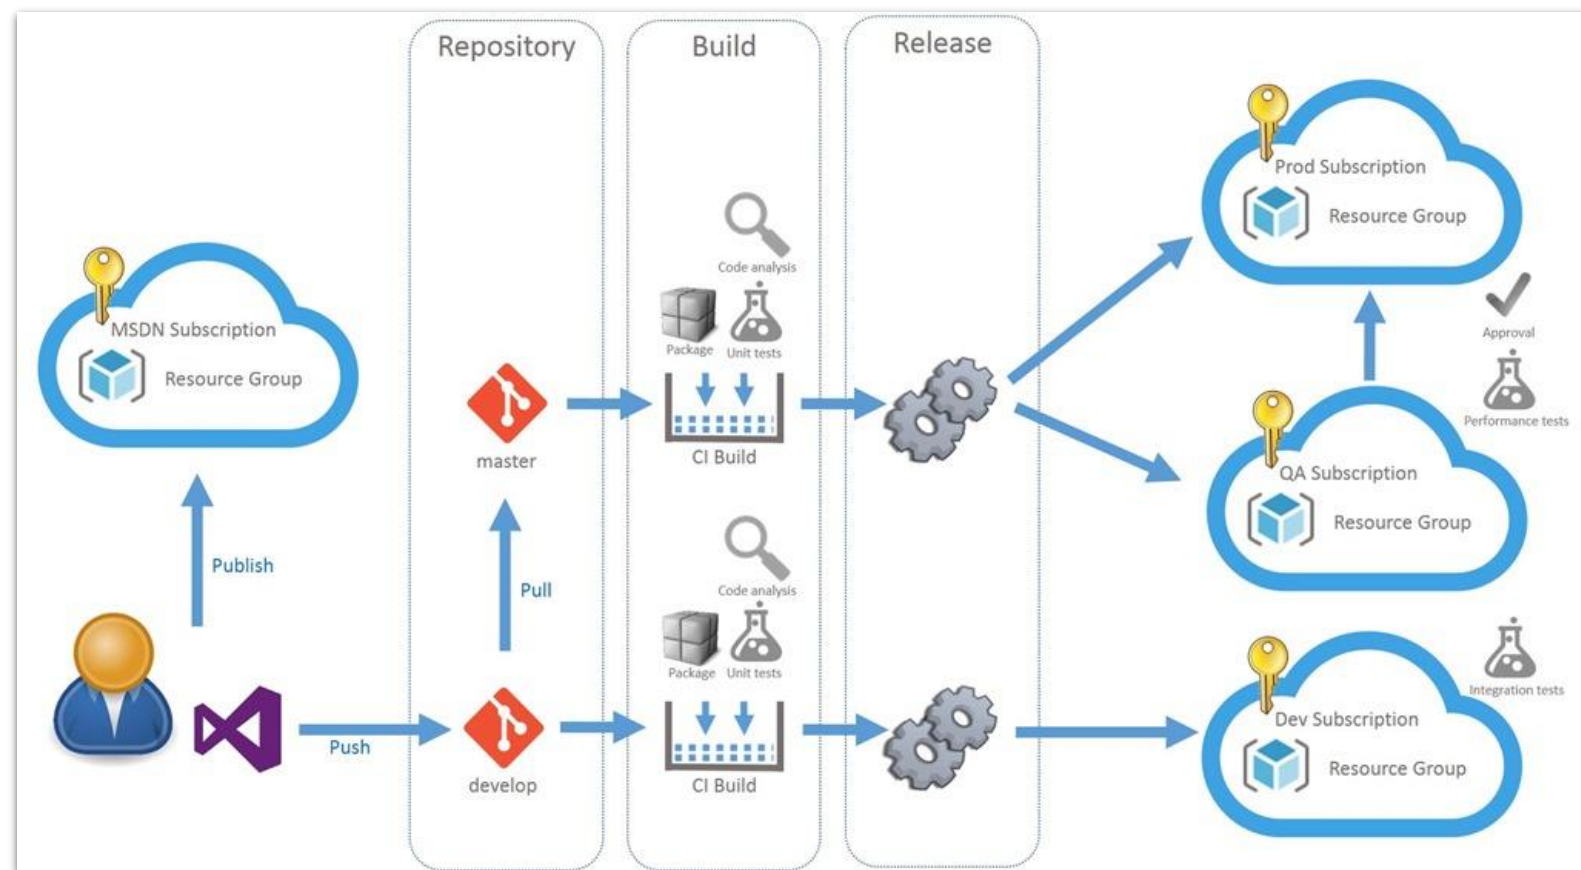 Repository
Build
Release
Prod Subscription
Resource Group
Code analysis
Package
Unit tests
CI Build
MSDN Subscription
Resource Group
master
Approval
Performance tests
QA Subscription
Resource Group
Publish
Pull
Code analysis
Package
Unit tests
CI Build
Push
develop
Integration tests
Dev Subscription
Resource Group